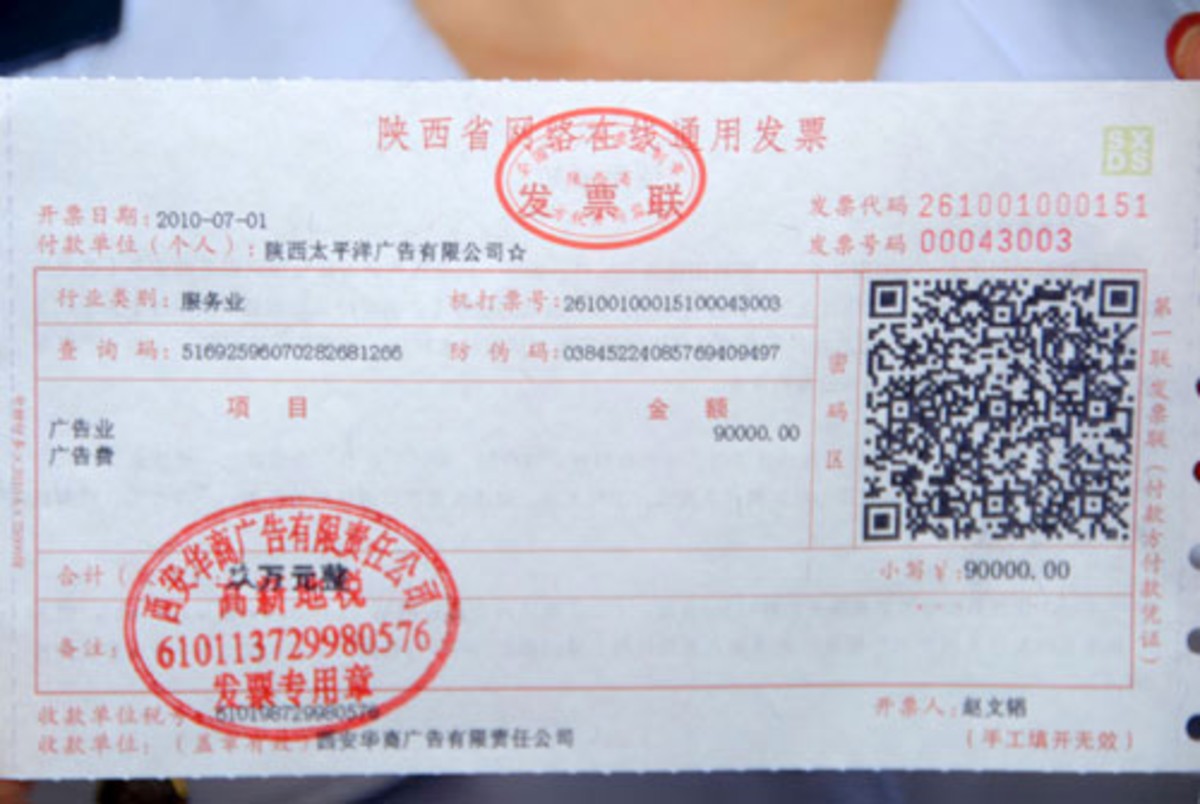 陕西省网络在线通用发票
发票联
SX
DS
开票日期:2010-07-01
发票代码 261001000151
付款单位(个人):陕西太平洋广告有限公司☆
发票号码 00043003
行业类别:服务业 机打票号:26100100015100043003
查询码:51692596070282681266 防伪码:03845224085769409497
密码区
项目 金额
广告业 90000.00
广告费
第一联发票联(付款方付款凭证)
合计 玖万元整 小写¥:90000.00
西安华商广告有限责任公司
高新地税
610113729980576
发票专用章
备注:
收款单位税号:610198729980576 开票人:赵文韬
收款单位:(盖章有效)西安华商广告有限责任公司 (手工填开无效)